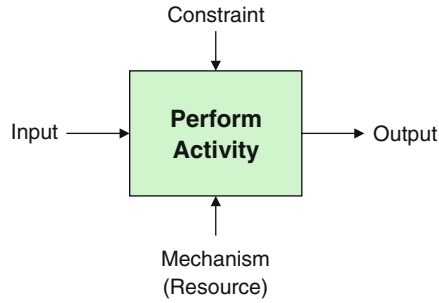 Constraint
Input
Perform
Activity
Output
Mechanism
(Resource)